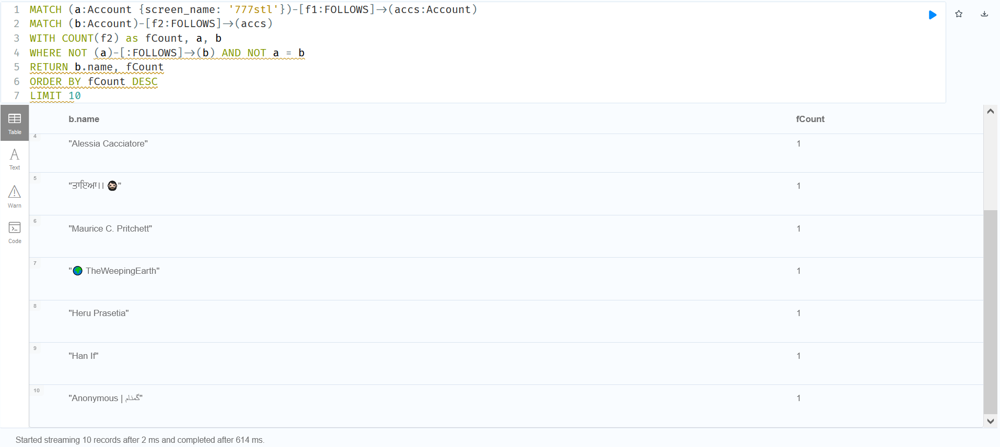 1 MATCH (a:Account {screen_name: '777stl'})-[f1:FOLLOWS]->(accs:Account)
2 MATCH (b:Account)-[f2:FOLLOWS]->(accs)
3 WITH COUNT(f2) as fCount, a, b
4 WHERE NOT (a)-[:FOLLOWS]->(b) AND NOT a = b
5 RETURN b.name, fCount
6 ORDER BY fCount DESC
7 LIMIT 10
Table
Text
Warn
Code
b.name fCount
4 "Alessia Cacciatore" 1
5 "ਤਾਇਆ।। 🧔🏻" 1
6 "Maurice C. Pritchett" 1
7 "🌍 TheWeepingEarth" 1
8 "Heru Prasetia" 1
9 "Han If" 1
10 "Anonymous | گمنام" 1
Started streaming 10 records after 2 ms and completed after 614 ms.